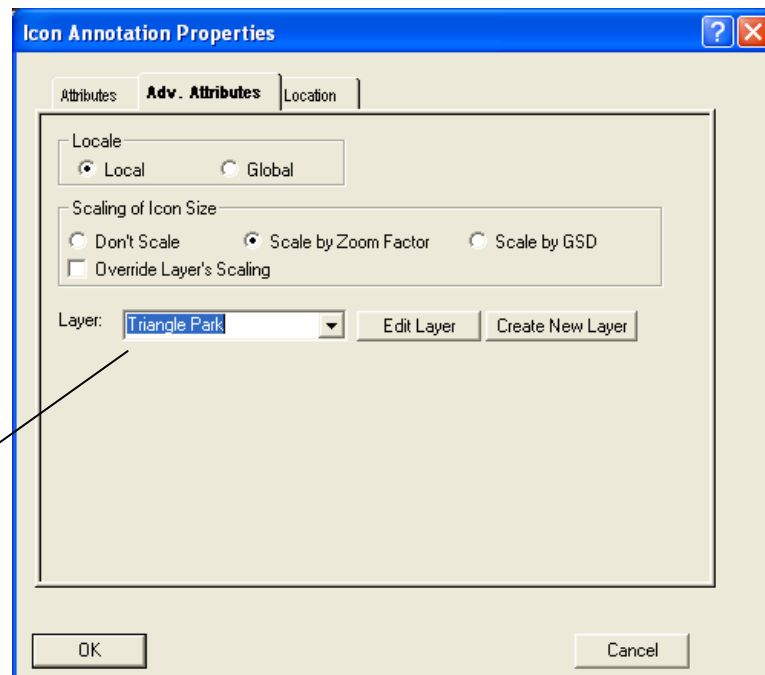 Icon Annotation Properties
Attributes Adv. Attributes Location
Locale
Local Global
Scaling of Icon Size
Don't Scale Scale by Zoom Factor Scale by GSD
Override Layer's Scaling
Layer: Triangle Park Edit Layer Create New Layer
OK Cancel